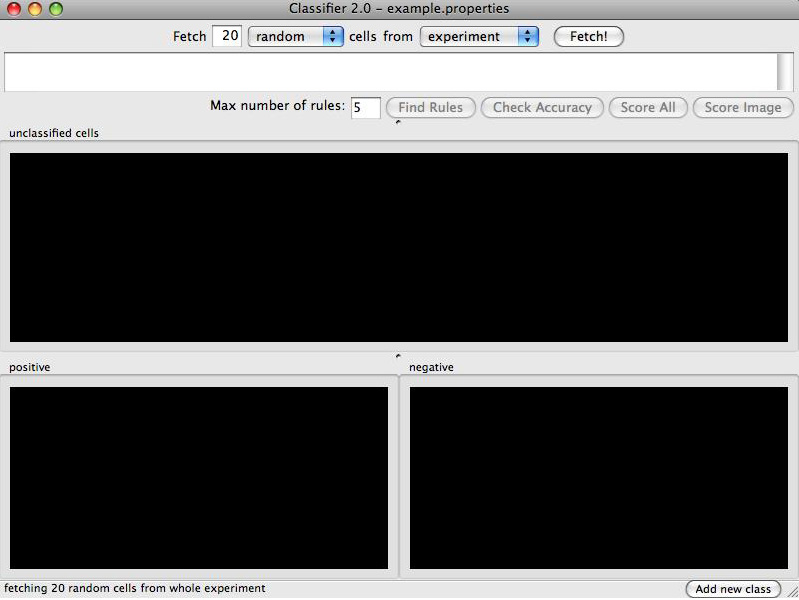 Classifier 2.0 – example.properties
Fetch 20 random cells from experiment Fetch!
Max number of rules: 5 Find Rules Check Accuracy Score All Score Image
unclassified cells
positive negative
fetching 20 random cells from whole experiment Add new class